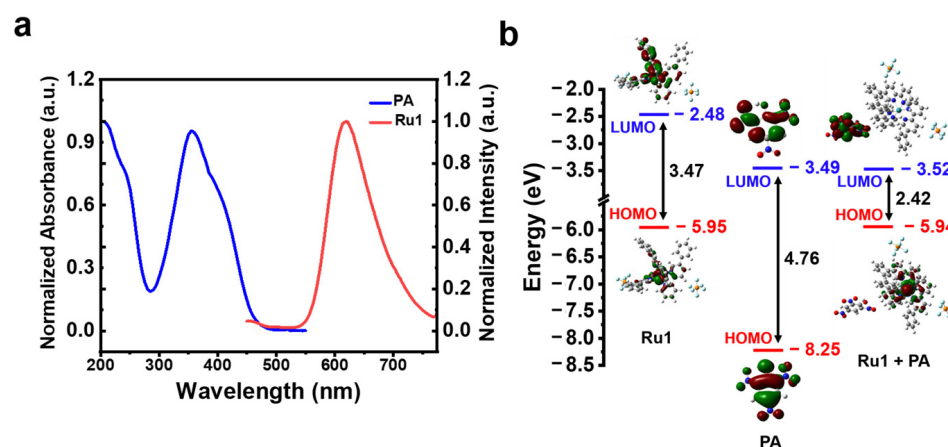 a
Normalized Absorbance (a.u.)
1.2
0.9
0.6
0.3
0.0
200 300 400 500 600 700
Wavelength (nm)
PA
Ru1
1.2
1.0
0.8
0.6
0.4
0.2
0.0
Normalized Intensity (a.u.)
b
Energy (eV)
−2.0
−2.5
−3.0
−3.5
−6.0
−6.5
−7.0
−7.5
−8.0
−8.5
LUMO −2.48
3.47
HOMO −5.95
Ru1
LUMO −3.49
4.76
HOMO −8.25
PA
LUMO −3.52
2.42
HOMO −5.94
Ru1 + PA